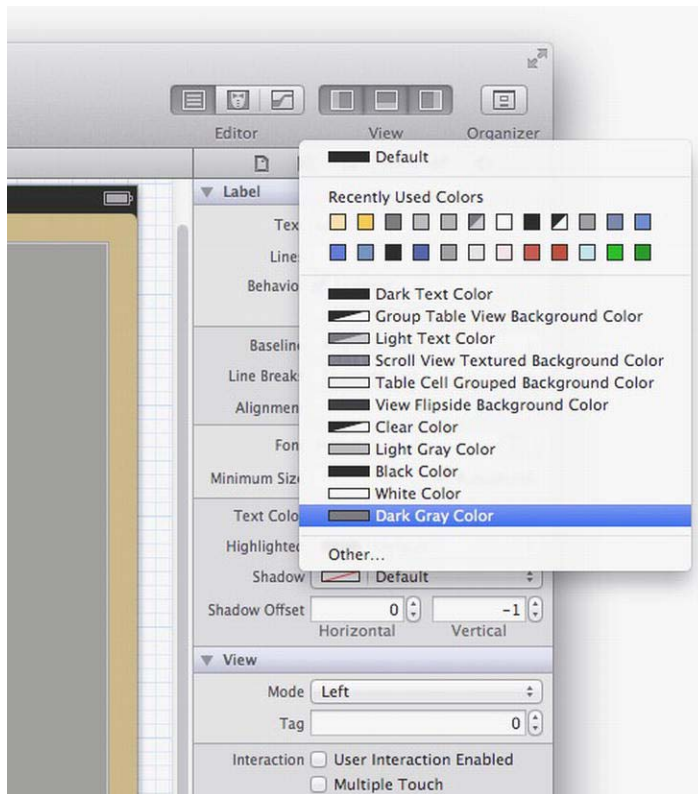 Editor
View
Organizer
Default
Label
Recently Used Colors
Tex
Line
Behavio
Dark Text Color
Group Table View Background Color
Light Text Color
Baseline
Scroll View Textured Background Color
Line Break
Table Cell Grouped Background Color
Alignmen
View Flipside Background Color
Clear Color
Fon
Light Gray Color
Black Color
Minimum Siz
White Color
Text Colo
Dark Gray Color
Highlighted
Other...
Shadow Default
Shadow Offset 0 -1
Horizontal Vertical
View
Mode Left
Tag 0
Interaction User Interaction Enabled
Multiple Touch